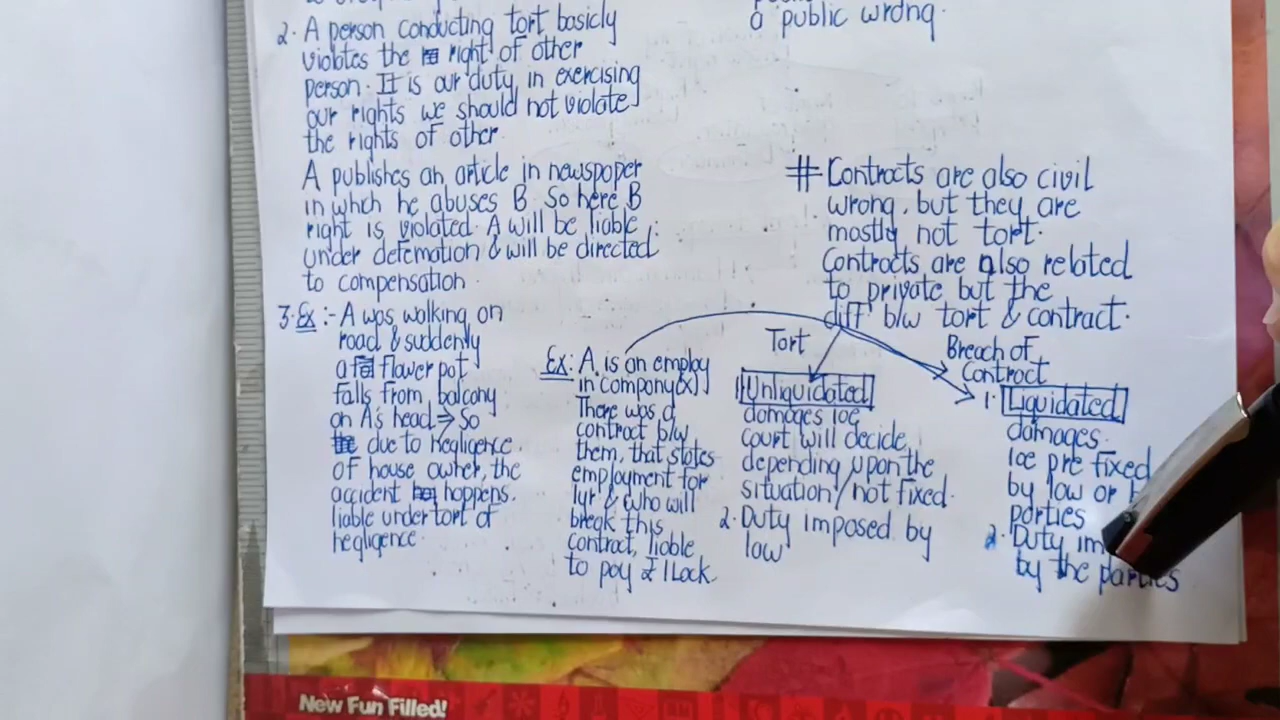 2. A person conducting tort basicly
violates the right of other
person. It is our duty in exercising
our rights we should not violate
the rights of other.
A publishes an article in newspaper
in whch he abuses B. So here B
right is violated. A will be liable
under defemation & will be directed
to compensation.
3. Ex :- A was walking on
road & suddenly
a flower pot
falls from balcony
on A's head ⇒ So
due to negligence
of house owner, the
accident happens.
liable under tort of
negligence.
a public wrong.
# Contracts are also civil
wrong, but they are
mostly not tort.
Contracts are also related
to private but the
diff b/w tort & contract.
Ex: A is an employ
in company(x)
There was a
contract b/w
them, that states
employment for
1yr & who will
break this
contract, liable
to pay ₹ 1 Lack.
Tort
1 Unliquidated
damages ioe
court will decide,
depending upon the
situation/not fixed.
2. Duty imposed by
law
Breach of
Contract
1. Liquidated
damages.
ioe pre fixed
by law or
parties
2. Duty im
by the parties
New Fun Filled!